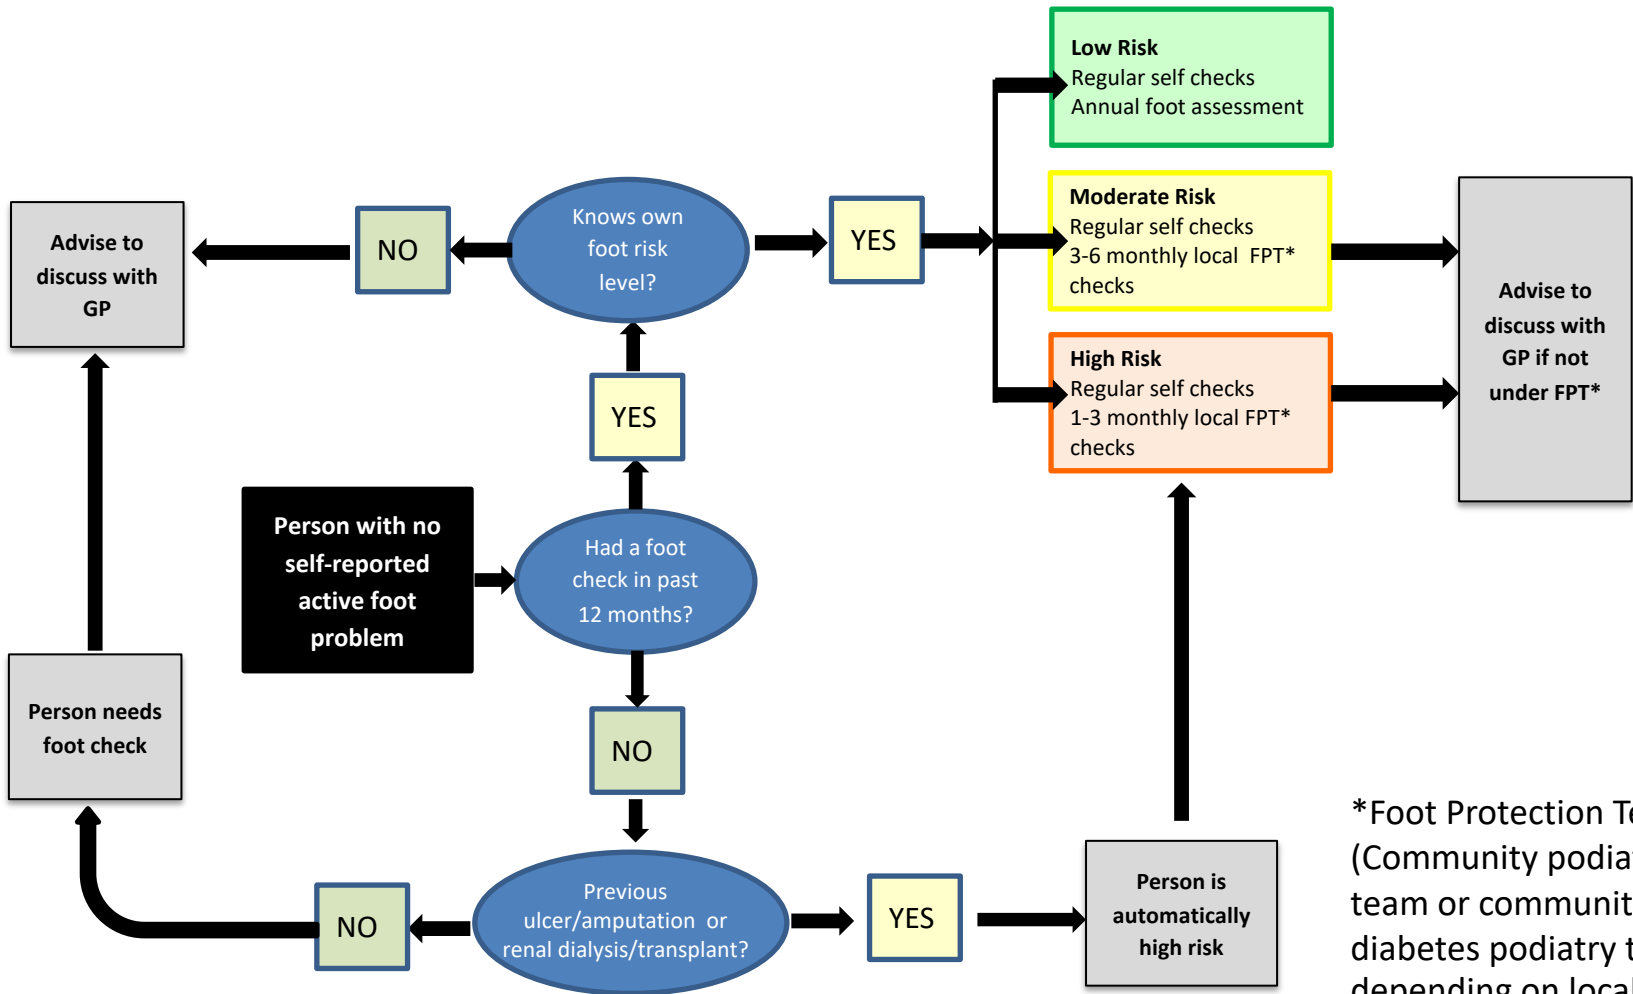 Low Risk
Regular self checks
Annual foot assessment
Moderate Risk
Regular self checks
3-6 monthly local FPT*
checks
High Risk
Regular self checks
1-3 monthly local FPT*
checks
Advise to
discuss with
GP if not
under FPT*
YES
Knows own
foot risk
level?
NO
Advise to
discuss with
GP
YES
Person with no
self-reported
active foot
problem
Had a foot
check in past
12 months?
Person needs
foot check
NO
NO
Previous
ulcer/amputation or
renal dialysis/transplant?
YES
Person is
automatically
high risk
*Foot Protection
(Community
team or
diabetes podiatry
depending on local